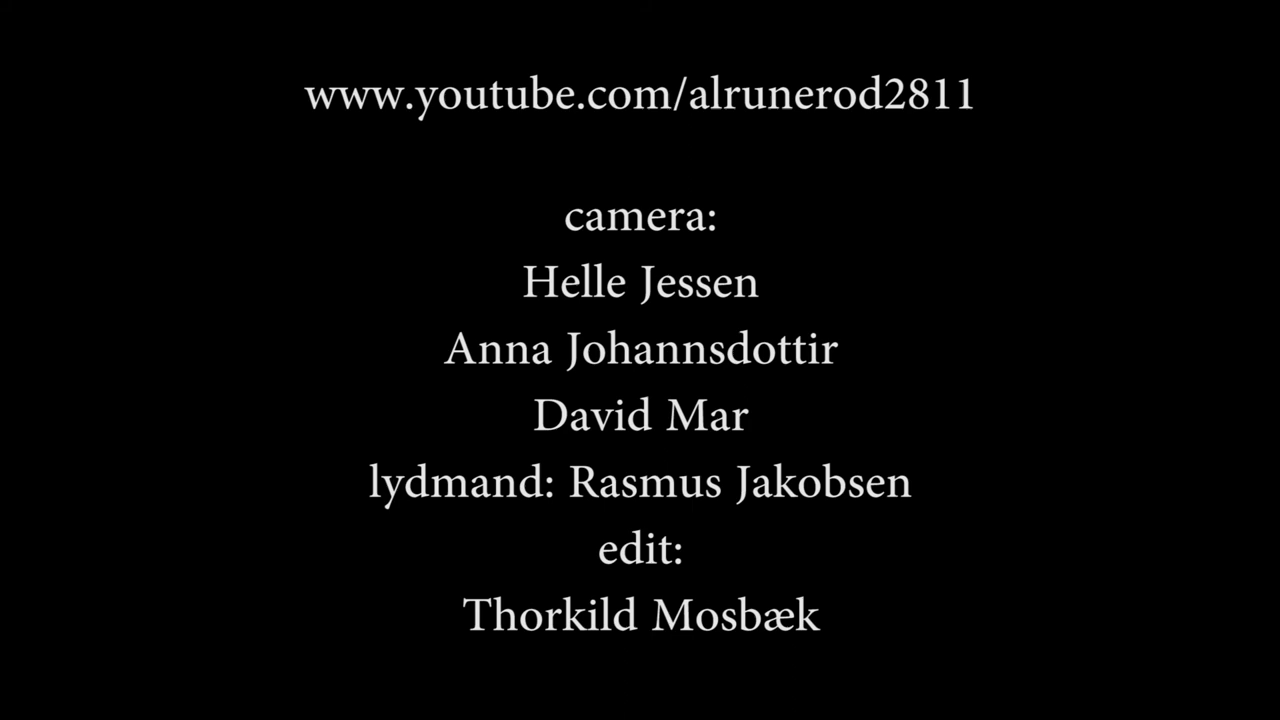 www.youtube.com/alrunerod2811
camera:
Helle Jessen
Anna Johannsdottir
David Mar
lydmand: Rasmus Jakobsen
edit:
Thorkild Mosbæk